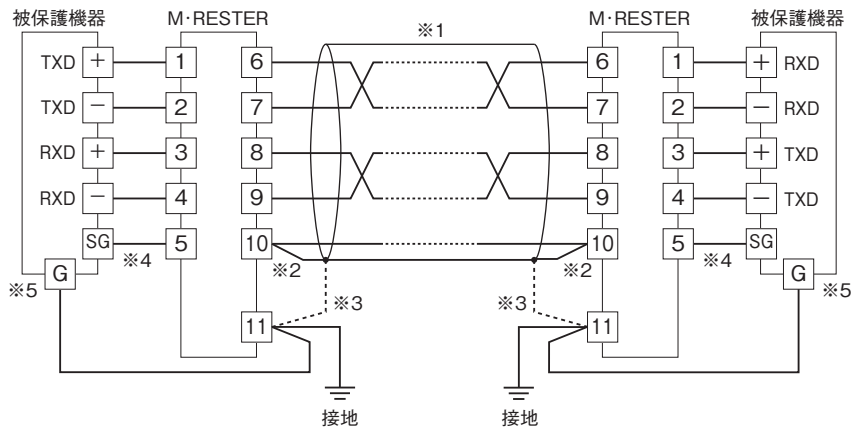 被保護機器 M・RESTER ※1 M・RESTER 被保護機器
TXD + 1 6 6 1 + RXD
TXD − 2 7 7 2 − RXD
RXD + 3 8 8 3 + TXD
RXD − 4 9 9 4 − TXD
SG ※4 5 10 ※2 ※2 10 5 ※4 SG
※5 G G ※5
11 ※3 ※3 11
接地 接地